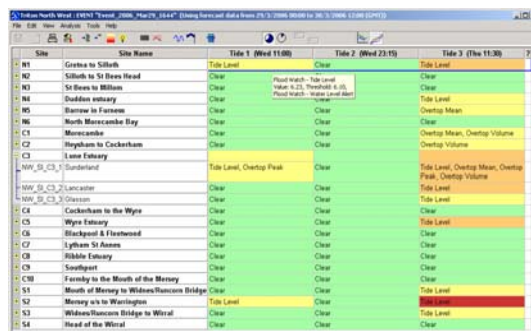 Triton North West : EVENT "Event_2006_Mar29_1644" (Using forecast data from 29/3/2006 00:00 to 30/3/2006 12:00 (GMT))
File Edit View Analysis Tools Help
Site Site Name Tide 1 (Wed 11:00) Tide 2 (Wed 23:15) Tide 3 (Thu 11:30)
N1 Gretna to Silloth Tide Level Clear Tide Level
N2 Silloth to St Bees Head Clear Clear
N3 St Bees to Millom Clear Clear
Flood Watch - Tide Level
Value: 6.23, Threshold: 6.10,
Flood Watch - Water Level Alert
N4 Duddon estuary Clear Clear Tide Level
N5 Barrow in Furness Clear Clear Overtop Mean
N6 North Morecambe Bay Clear Clear Clear
C1 Morecambe Clear Clear Overtop Mean, Overtop Volume
C2 Heysham to Cockerham Clear Clear Overtop Volume
C3 Lune Estuary
NW_SI_C3_1 Sunderland Tide Level, Overtop Peak Clear Tide Level, Overtop Mean, Overtop
Peak, Overtop Volume
NW_SI_C3_2 Lancaster Clear Clear Tide Level
NW_SI_C3_3 Glasson Clear Clear Tide Level
C4 Cockerham to the Wyre Clear Clear Clear
C5 Wyre Estuary Clear Clear Tide Level
C6 Blackpool & Fleetwood Clear Clear Clear
C7 Lytham St Annes Clear Clear Clear
C8 Ribble Estuary Clear Clear Clear
C9 Southport Clear Clear Clear
C10 Formby to the Mouth of the Mersey Clear Clear Clear
S1 Mouth of Mersey to Widnes/Runcorn Bridge Clear Clear Tide Level
S2 Mersey u/s to Warrington Tide Level Clear Tide Level
S3 Widnes/Runcorn Bridge to Wirral Clear Clear Tide Level
S4 Head of the Wirral Clear Clear Clear